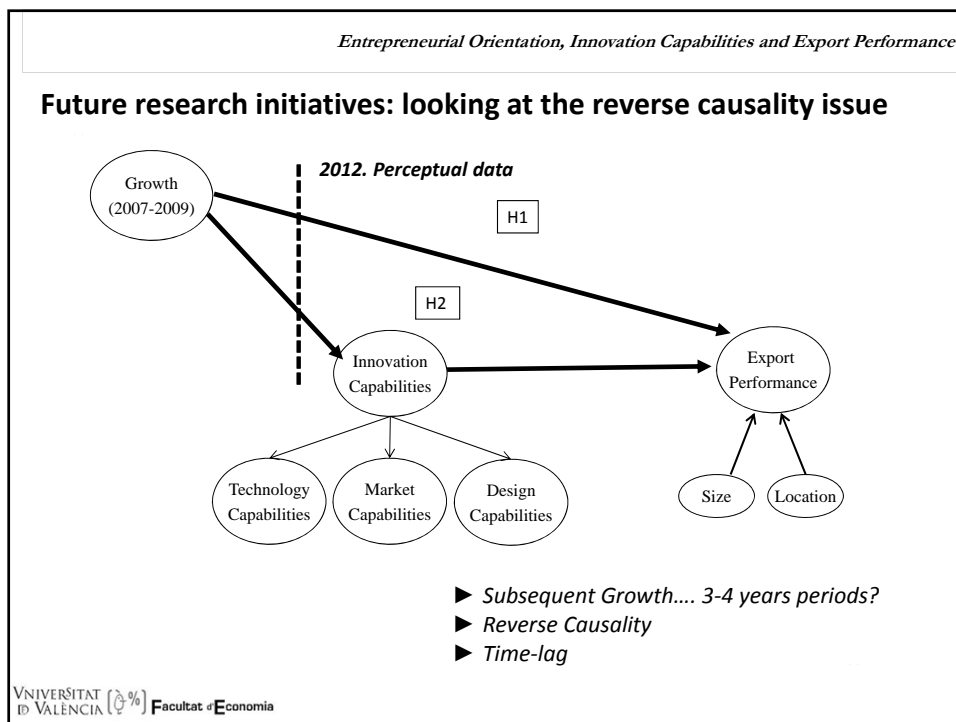 Entrepreneurial Orientation, Innovation Capabilities and Export Performance
Future research initiatives: looking at the reverse causality issue
2012. Perceptual data
Growth
(2007-2009)
H1
H2
Innovation
Capabilities
Export
Performance
Technology
Capabilities
Market
Capabilities
Design
Capabilities
Size
Location
► Subsequent Growth.... 3-4 years periods?
► Reverse Causality
► Time-lag
VNIVERSITAT
D VALÈNCIA
Facultat d'Economia